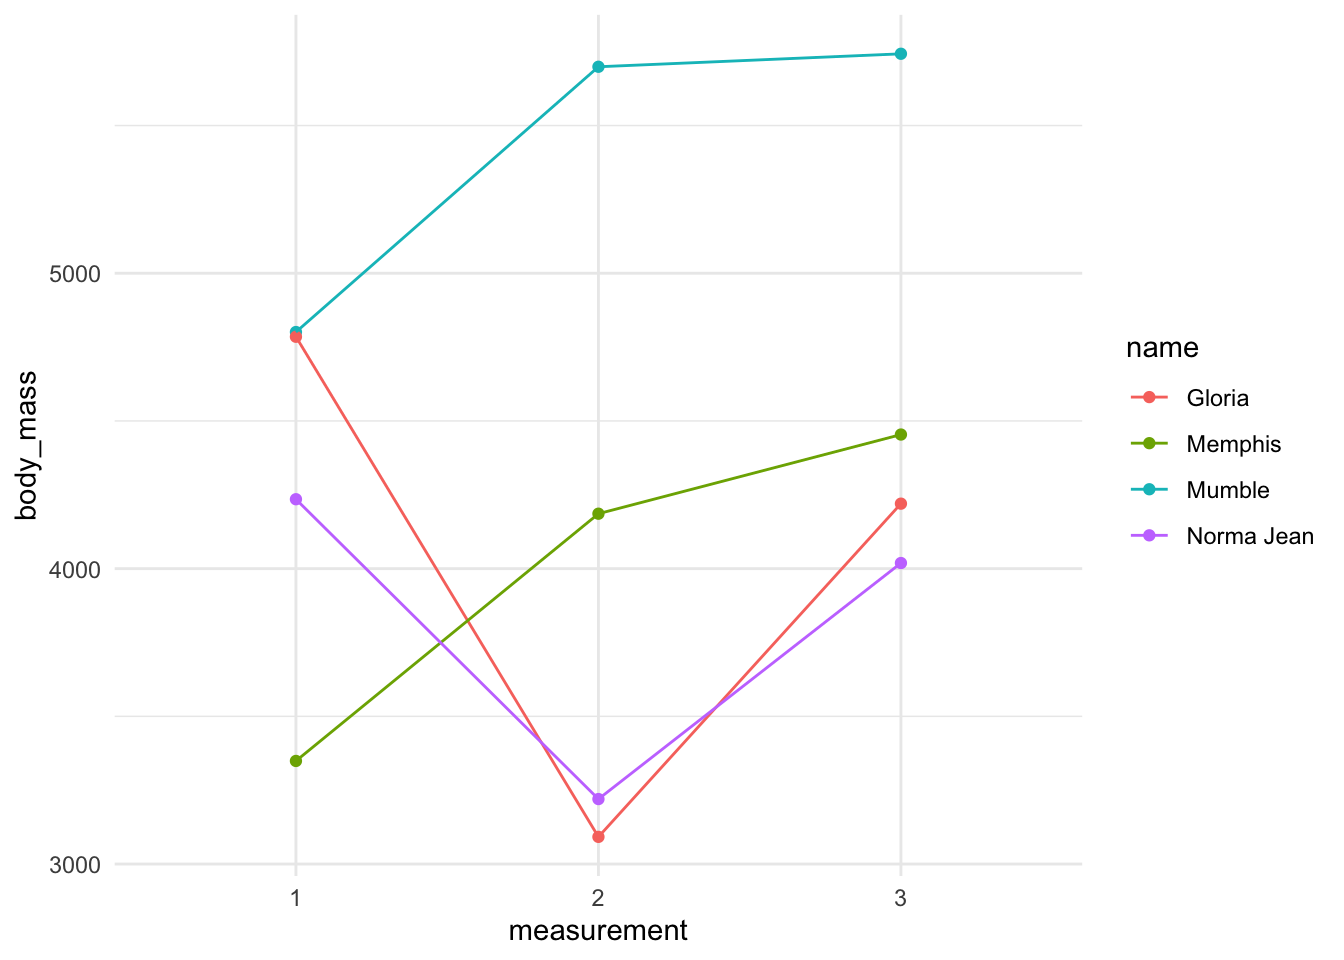 body_mass
5000
4000
3000
1 2 3
measurement
name
Gloria
Memphis
Mumble
Norma Jean